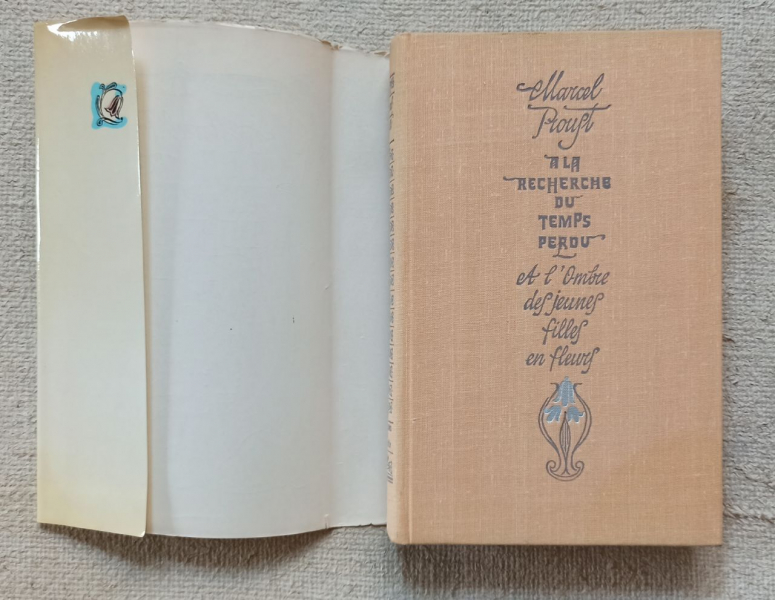 Marcel
Proust
A LA
RECHERCHE
DU
TEMPS
PERDU
A l'Ombre
des jeunes
filles
en fleurs